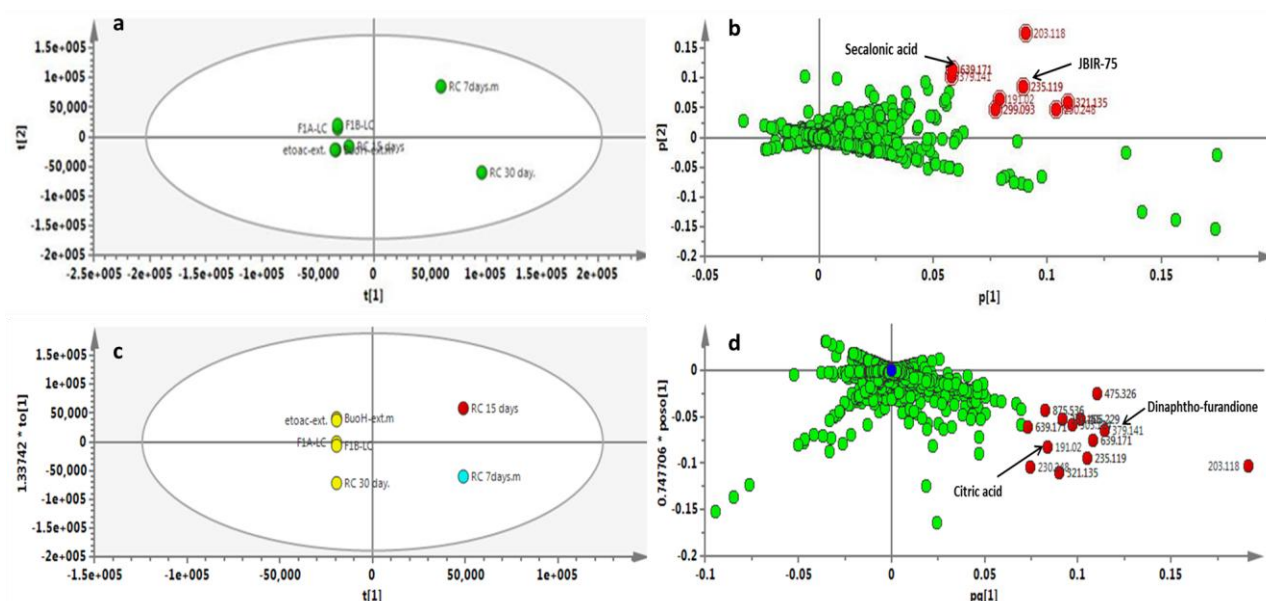 a
1.5e+005
1e+005
50,000
0
-50,000
-1e+005
-1.5e+005
-2e+005
t[2]
RC 7days.m
F1A-LC
F1B-LC
RC 15 days
etoac-ext.
BuoH-ext.m
RC 30 day.
-2.5e+005
-2e+005
-1.5e+005
-1e+005
-50,000
0
50,000
1e+005
1.5e+005
2e+005
t[1]
b
0.15
0.1
0.05
0
-0.05
-0.1
-0.15
-0.2
p[2]
203.118
Secalonic acid
JBIR-75
639.171
379.141
235.119
191.02
321.135
299.093
230.248
-0.05
0
0.05
0.1
0.15
p[1]
c
1.5e+005
1e+005
50,000
0
-50,000
-1e+005
-1.5e+005
-2e+005
1.33742 * to[1]
etoac-ext.
BuoH-ext.m
RC 15 days
F1A-LC
F1B-LC
RC 30 day.
RC 7days.m
-1.5e+005
-1e+005
-50,000
0
50,000
1e+005
t[1]
d
0
-0.05
-0.1
-0.15
-0.2
0.747706 * poso[1]
475.326
875.536
Dinaphtho-furandione
639.171
379.141
191.02
639.171
235.119
230.248
321.135
203.118
Citric acid
-0.1
-0.05
0
0.05
0.1
0.15
pq[1]